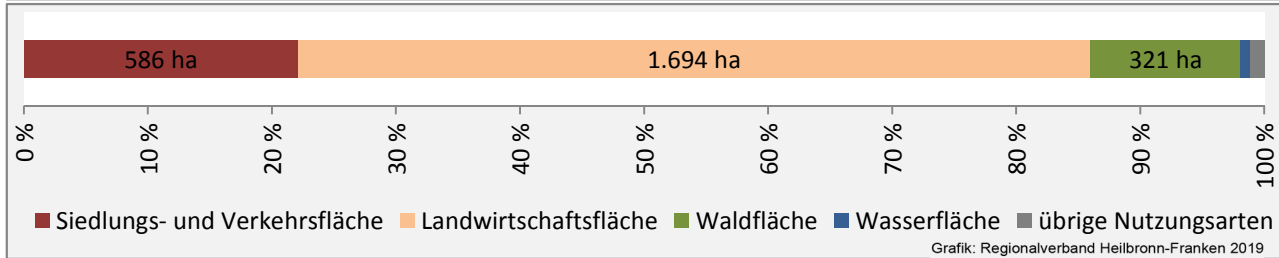 586 ha 1.694 ha 321 ha
0 % 10 % 20 % 30 % 40 % 50 % 60 % 70 % 80 % 90 % 100 %
Siedlungs- und Verkehrsfläche Landwirtschaftsfläche Waldfläche Wasserfläche übrige Nutzungsarten
Grafik: Regionalverband Heilbronn-Franken 2019